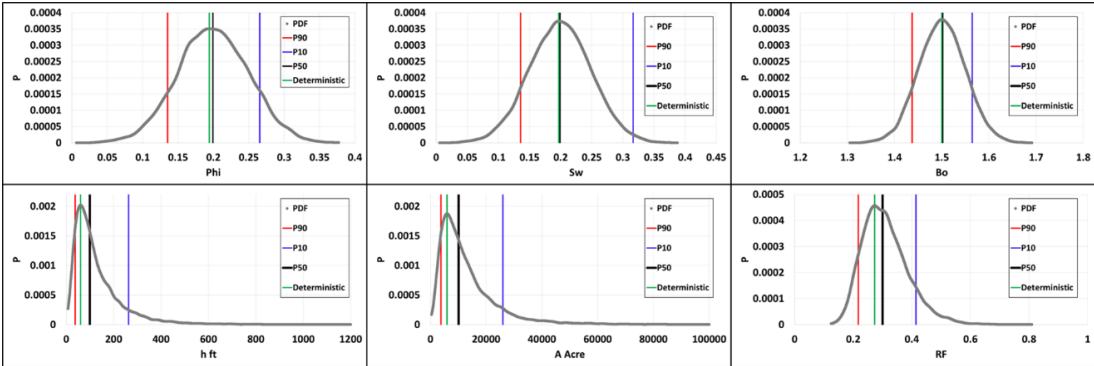 0.0004
0.00035
0.0003
0.00025
0.0002
0.00015
0.0001
0.00005
0
P
0 0.1 0.2 0.3 0.4
0.05 0.15 0.25 0.35
Phi
PDF
P90
P10
P50
Deterministic
0.0004
0.00035
0.0003
0.00025
0.0002
0.00015
0.0001
0.00005
0
P
0 0.05 0.1 0.15 0.2 0.25 0.3 0.35 0.4 0.45
Sw
PDF
P90
P10
P50
Deterministic
0.0004
0.00035
0.0003
0.00025
0.0002
0.00015
0.0001
0.00005
0
P
1.2 1.3 1.4 1.5 1.6 1.7 1.8
Bo
PDF
P90
P10
P50
Deterministic
0.002
0.0015
0.001
0.0005
0
P
0 200 400 600 800 1000 1200
h ft
PDF
P90
P10
P50
Deterministic
0.002
0.0015
0.001
0.0005
0
P
0 20000 40000 60000 80000 100000
A Acre
PDF
P90
P10
P50
Deterministic
0.0005
0.0004
0.0003
0.0002
0.0001
0
P
0 0.2 0.4 0.6 0.8 1
RF
PDF
P90
P10
P50
Deterministic